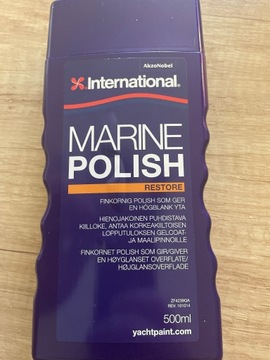 AkzoNobel
International
MARINE
POLISH
RESTORE
FINKORNIG POLISH SOM GER
EN HÖGBLANK YTA
HIENOJAKOINEN PUHDISTAVA
KIILLOKE, ANTAA KORKEAKIILTOISEN
LOPPUTULOKSEN GELCOAT-
JA MAALIPINNOILLE
FINKORNET POLISH SOM GIR/GIVER
EN HØYGLANSET OVERFLATE/
HØJGLANSOVERFLADE
500ml
yachtpaint.com